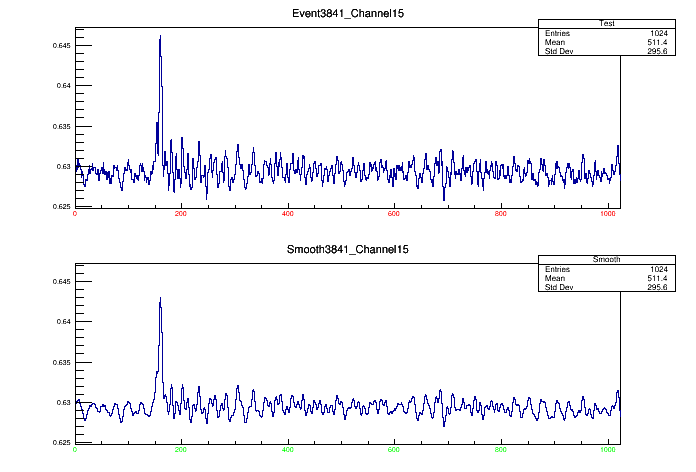 Event3841_Channel15
Test
Entries 1024
Mean 511.4
Std Dev 295.6
0.645
0.64
0.635
0.63
0.625
0 200 400 600 800 1000
Smooth3841_Channel15
Smooth
Entries 1024
Mean 511.4
Std Dev 295.6
0.645
0.64
0.635
0.63
0.625
0 200 400 600 800 1000